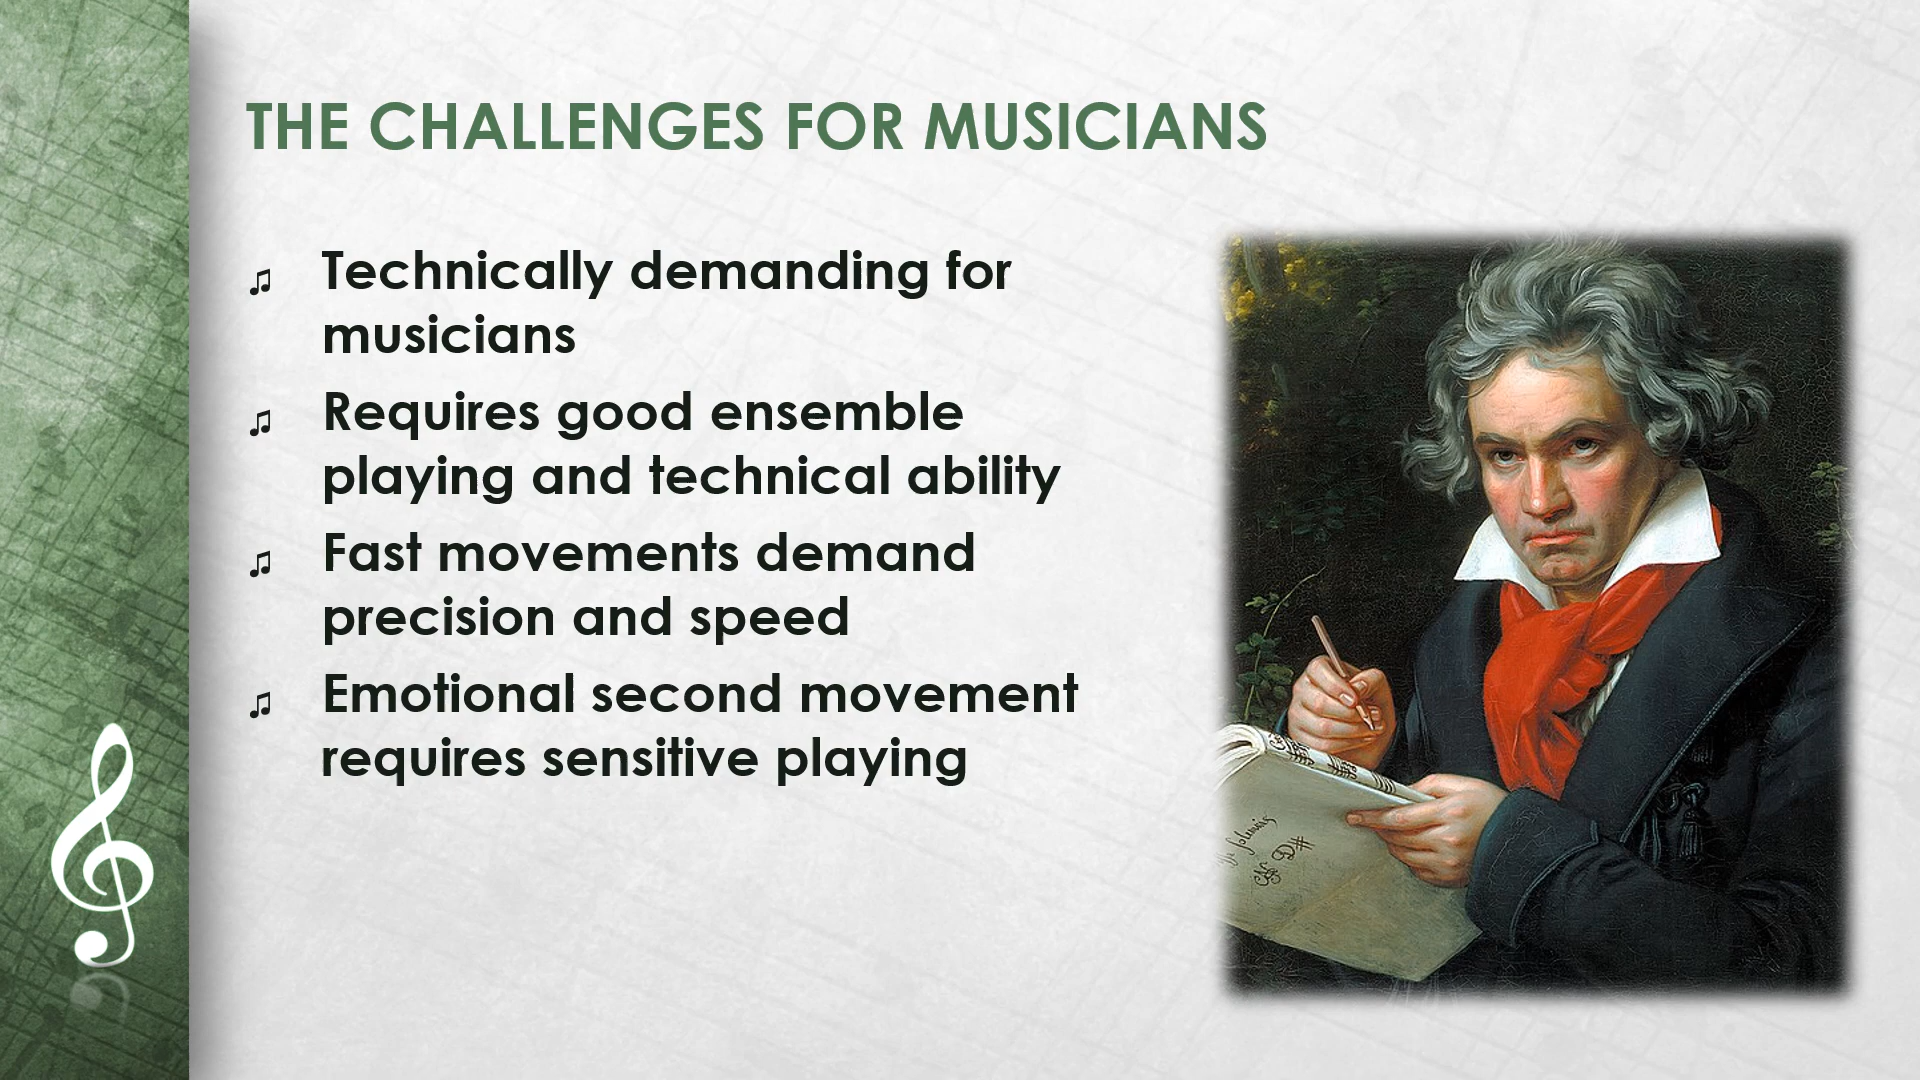 THE CHALLENGES FOR MUSICIANS
♫ Technically demanding for
musicians
♫ Requires good ensemble
playing and technical ability
♫ Fast movements demand
precision and speed
♫ Emotional second movement
requires sensitive playing
D#